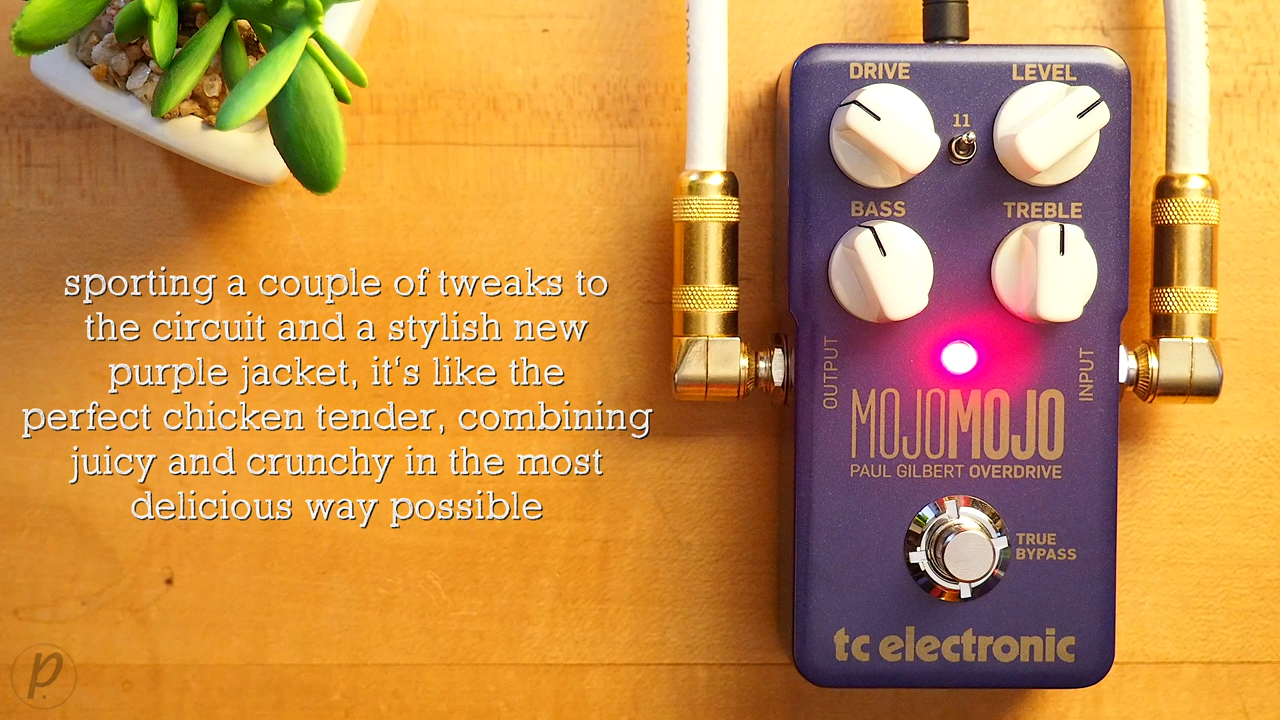 sporting a couple of tweaks to
the circuit and a stylish new
purple jacket, it's like the
perfect chicken tender, combining
juicy and crunchy in the most
delicious way possible
DRIVE
LEVEL
11
BASS
TREBLE
OUTPUT
INPUT
MOJOMOJO
PAUL GILBERT OVERDRIVE
TRUE
BYPASS
tc electronic
p.